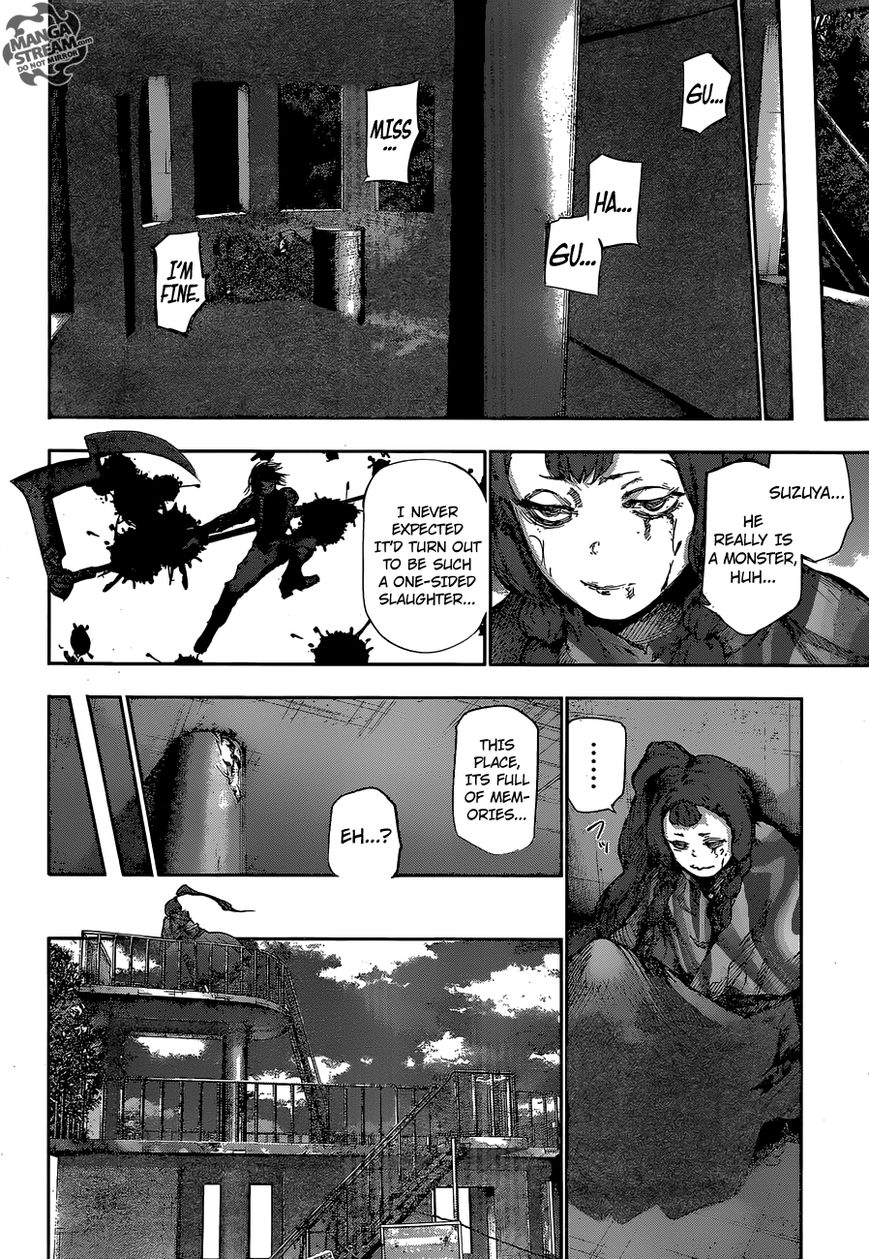 MANGA
STREAM.com
DO NOT MIRROR
GU...
HA...
GU...
MISS
...
I'M
FINE.
SUZUYA...
HE
REALLY IS
A MONSTER,
HUH...
I NEVER
EXPECTED
IT'D TURN OUT
TO BE SUCH
A ONE-SIDED
SLAUGHTER...
......
THIS
PLACE,
ITS FULL
OF MEM-
ORIES...
EH...?